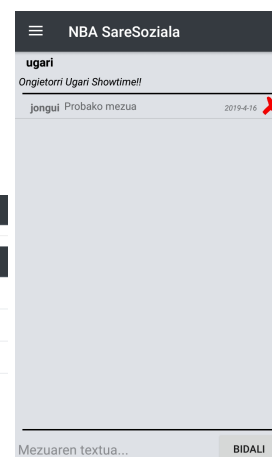 NBA SareSoziala
ugari
Ongietorri Ugari Showtime!!
jongui Probako mezua 2019-4-16
Mezuaren textua... BIDALI